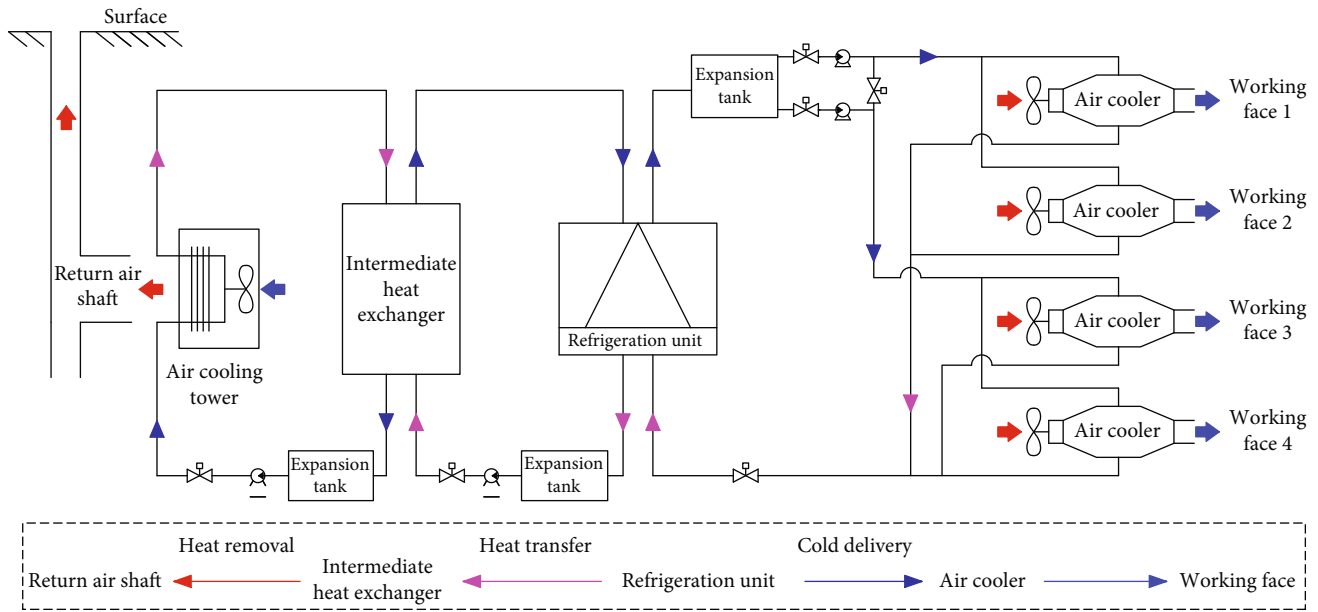 Surface
Return air
shaft
Air cooling
tower
Intermediate
heat
exchanger
Expansion
tank
Expansion
tank
Refrigeration unit
Expansion
tank
Air cooler
Working
face 1
Air cooler
Working
face 2
Air cooler
Working
face 3
Air cooler
Working
face 4
Heat removal
Heat transfer
Cold delivery
Return air shaft
Intermediate
heat exchanger
Refrigeration unit
Air cooler
Working face